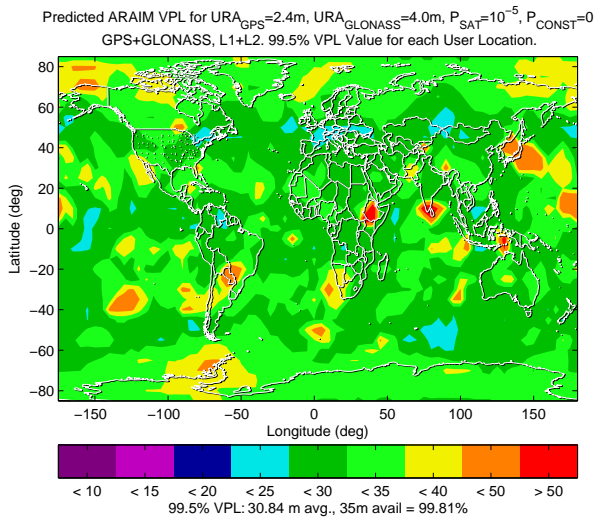 Predicted ARAIM VPL for URA_GPS=2.4m, URA_GLONASS=4.0m, P_SAT=10^-5, P_CONST=0
GPS+GLONASS, L1+L2. 99.5% VPL Value for each User Location.
80
60
40
20
0
−20
−40
−60
−80
Latitude (deg)
−150 −100 −50 0 50 100 150
Longitude (deg)
< 10 < 15 < 20 < 25 < 30 < 35 < 40 < 50 > 50
99.5% VPL: 30.84 m avg., 35m avail = 99.81%